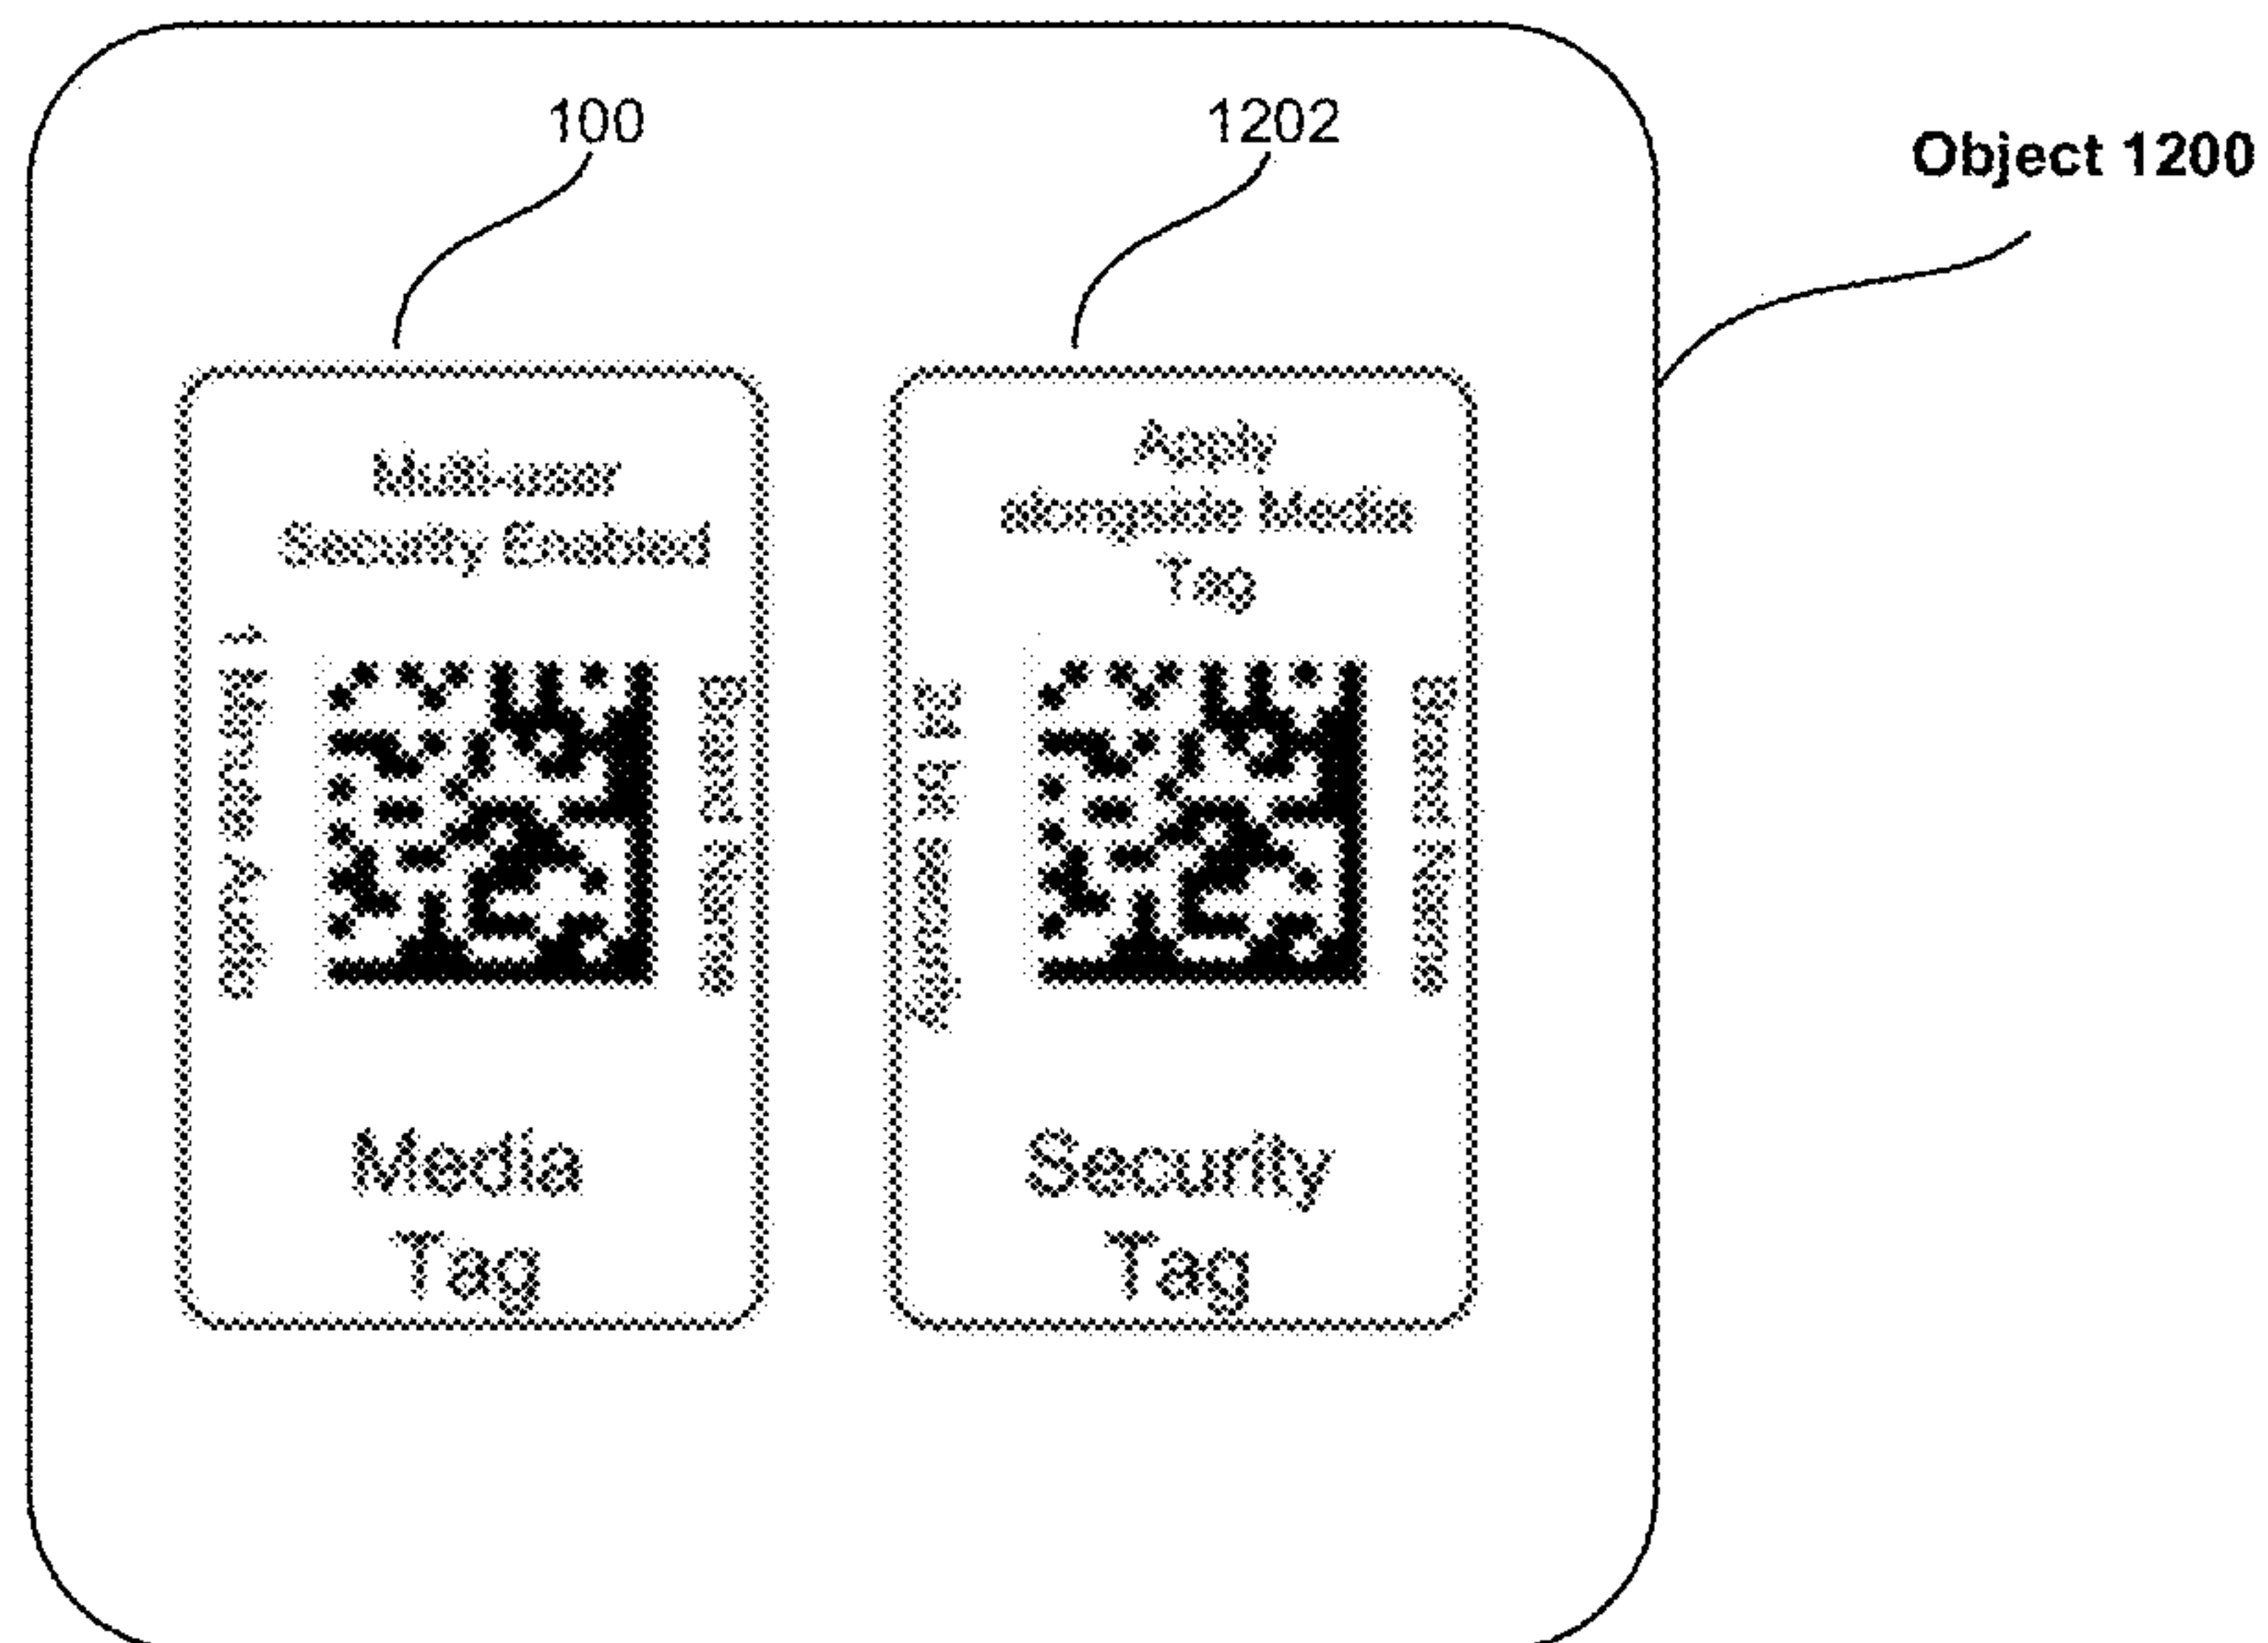 100
1202
Object 1200
Multi-user
Security Enabled
Media
Tag
Apply
alongside Media
Tag
Security
Tag